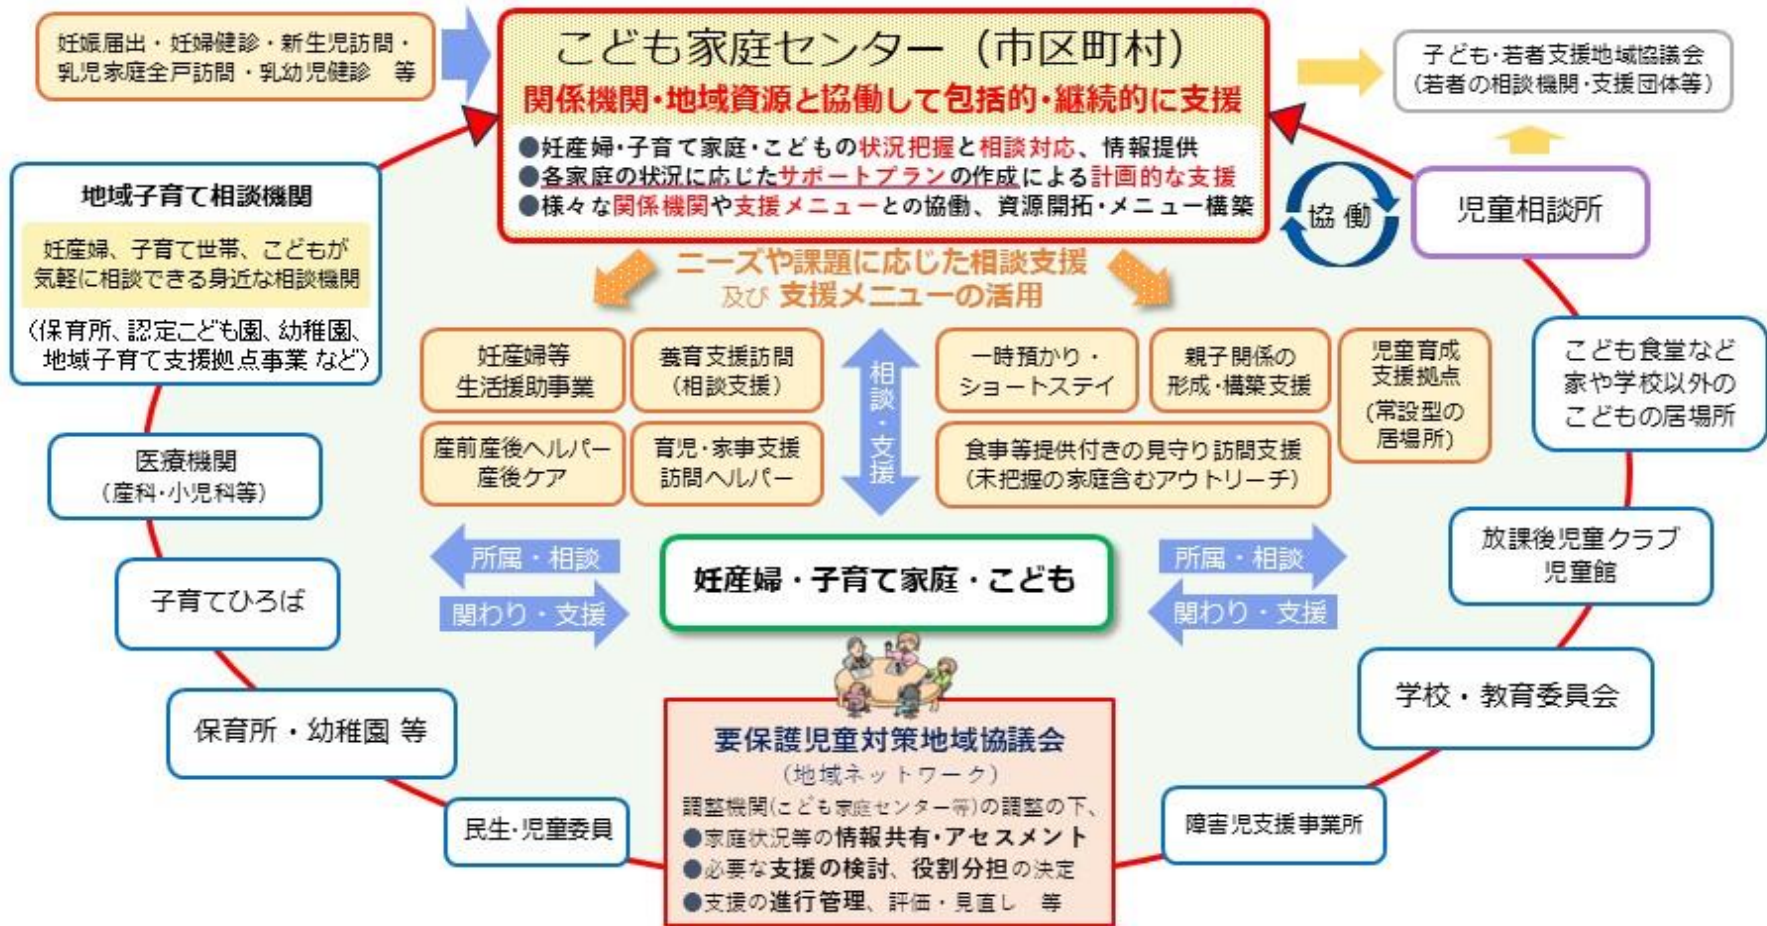 妊娠届出・妊婦健診・新生児訪問・
乳児家庭全戸訪問・乳幼児健診　等
こども家庭センター（市区町村）
関係機関・地域資源と協働して包括的・継続的に支援
●妊産婦・子育て家庭・こどもの状況把握と相談対応、情報提供
●各家庭の状況に応じたサポートプランの作成による計画的な支援
●様々な関係機関や支援メニューとの協働、資源開拓・メニュー構築
子ども・若者支援地域協議会
（若者の相談機関・支援団体等）
協働
児童相談所
地域子育て相談機関
妊産婦、子育て世帯、こどもが
気軽に相談できる身近な相談機関
（保育所、認定こども園、幼稚園、
地域子育て支援拠点事業 など）
ニーズや課題に応じた相談支援
及び 支援メニューの活用
妊産婦等
生活援助事業
養育支援訪問
（相談支援）
産前産後ヘルパー
産後ケア
育児・家事支援
訪問ヘルパー
相談・支援
一時預かり・
ショートステイ
親子関係の
形成・構築支援
児童育成
支援拠点
(常設型の
居場所)
食事等提供付きの見守り訪問支援
（未把握の家庭含むアウトリーチ）
こども食堂など
家や学校以外の
こどもの居場所
医療機関
（産科・小児科等）
放課後児童クラブ
児童館
所属・相談
関わり・支援
妊産婦・子育て家庭・こども
所属・相談
関わり・支援
子育てひろば
学校・教育委員会
保育所・幼稚園 等
要保護児童対策地域協議会
（地域ネットワーク）
調整機関(こども家庭センター等)の調整の下、
●家庭状況等の情報共有・アセスメント
●必要な支援の検討、役割分担の決定
●支援の進行管理、評価・見直し　等
民生・児童委員
障害児支援事業所